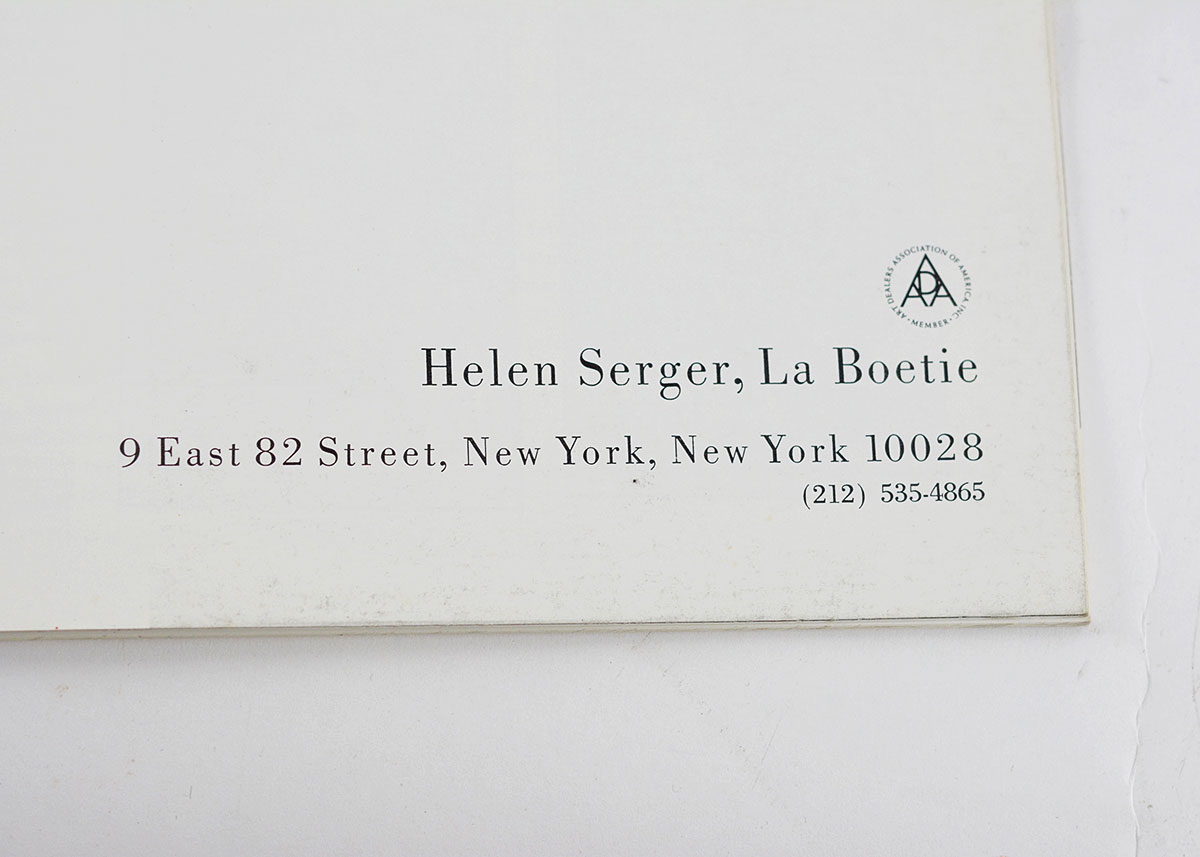 ART DEALERS ASSOCIATION OF AMERICA INC.
· MEMBER ·
ADAA
Helen Serger, La Boetie
9 East 82 Street, New York, New York 10028
(212) 535-4865